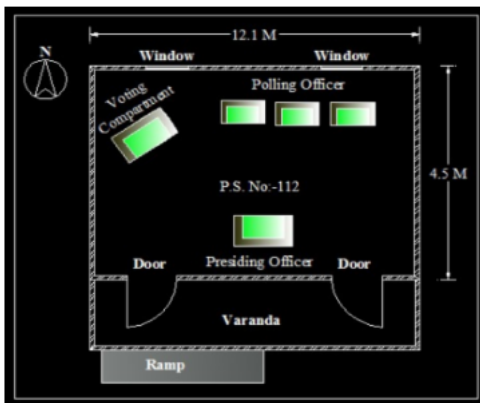 12.1 M
N
Window
Window
Voting
Compartment
Polling Officer
4.5 M
P.S. No:-112
Door
Presiding Officer
Door
Varanda
Ramp